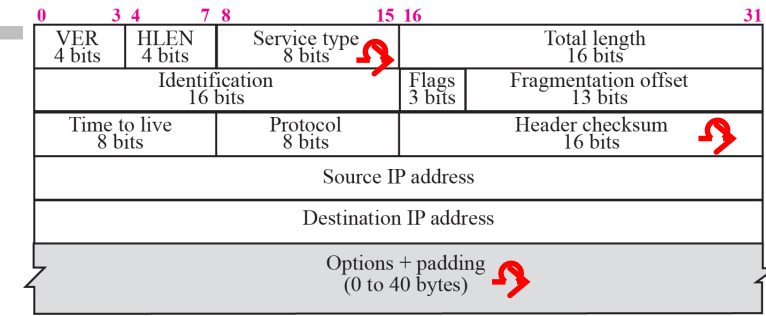 0 3 4 7 8 15 16 31
VER HLEN Service type Total length
4 bits 4 bits 8 bits 16 bits
Identification Flags Fragmentation offset
16 bits 3 bits 13 bits
Time to live Protocol Header checksum
8 bits 8 bits 16 bits
Source IP address
Destination IP address
Options + padding
(0 to 40 bytes)